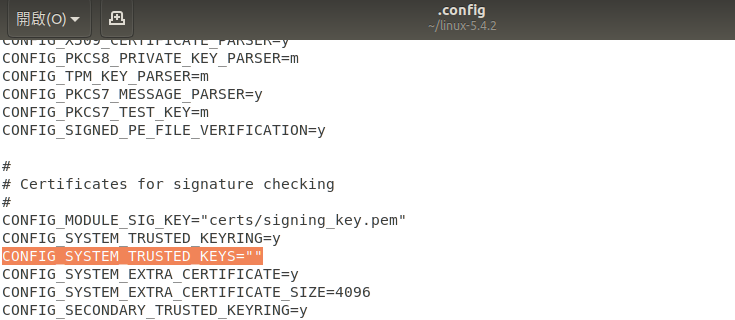 開啟(O)
.config
~/linux-5.4.2
CONFIG_X509_CERTIFICATE_PARSER=y
CONFIG_PKCS8_PRIVATE_KEY_PARSER=m
CONFIG_TPM_KEY_PARSER=m
CONFIG_PKCS7_MESSAGE_PARSER=y
CONFIG_PKCS7_TEST_KEY=m
CONFIG_SIGNED_PE_FILE_VERIFICATION=y
#
# Certificates for signature checking
#
CONFIG_MODULE_SIG_KEY="certs/signing_key.pem"
CONFIG_SYSTEM_TRUSTED_KEYRING=y
CONFIG_SYSTEM_TRUSTED_KEYS=""
CONFIG_SYSTEM_EXTRA_CERTIFICATE=y
CONFIG_SYSTEM_EXTRA_CERTIFICATE_SIZE=4096
CONFIG_SECONDARY_TRUSTED_KEYRING=y